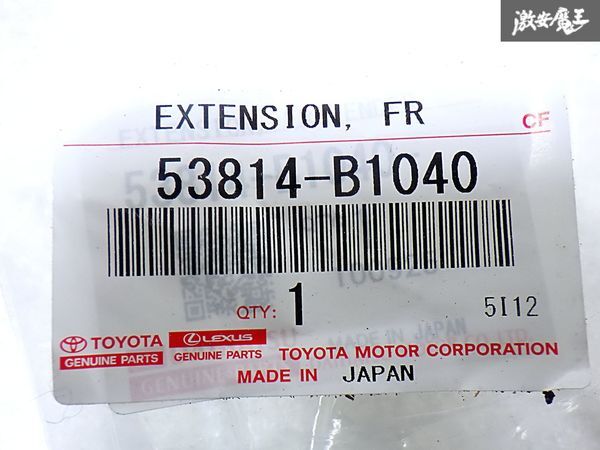 激安魔王
EXTENSION, FR
CF
53814-B1040
QTY: 1
5I12
TOYOTA LEXUS
GENUINE PARTS GENUINE PARTS TOYOTA MOTOR CORPORATION
MADE IN JAPAN